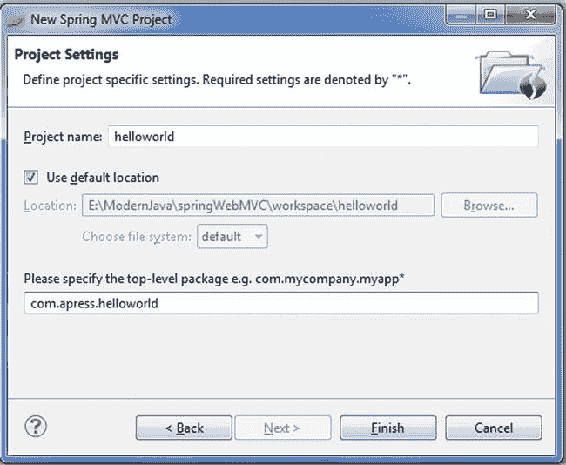 New Spring MVC Project
Project Settings
Define project specific settings. Required settings are denoted by "*".
Project name: helloworld
Use default location
Location: E:\ModernJava\springWebMVC\workspace\helloworld Browse...
Choose file system: default
Please specify the top-level package e.g. com.mycompany.myapp*
com.apress.helloworld
? < Back Next > Finish Cancel